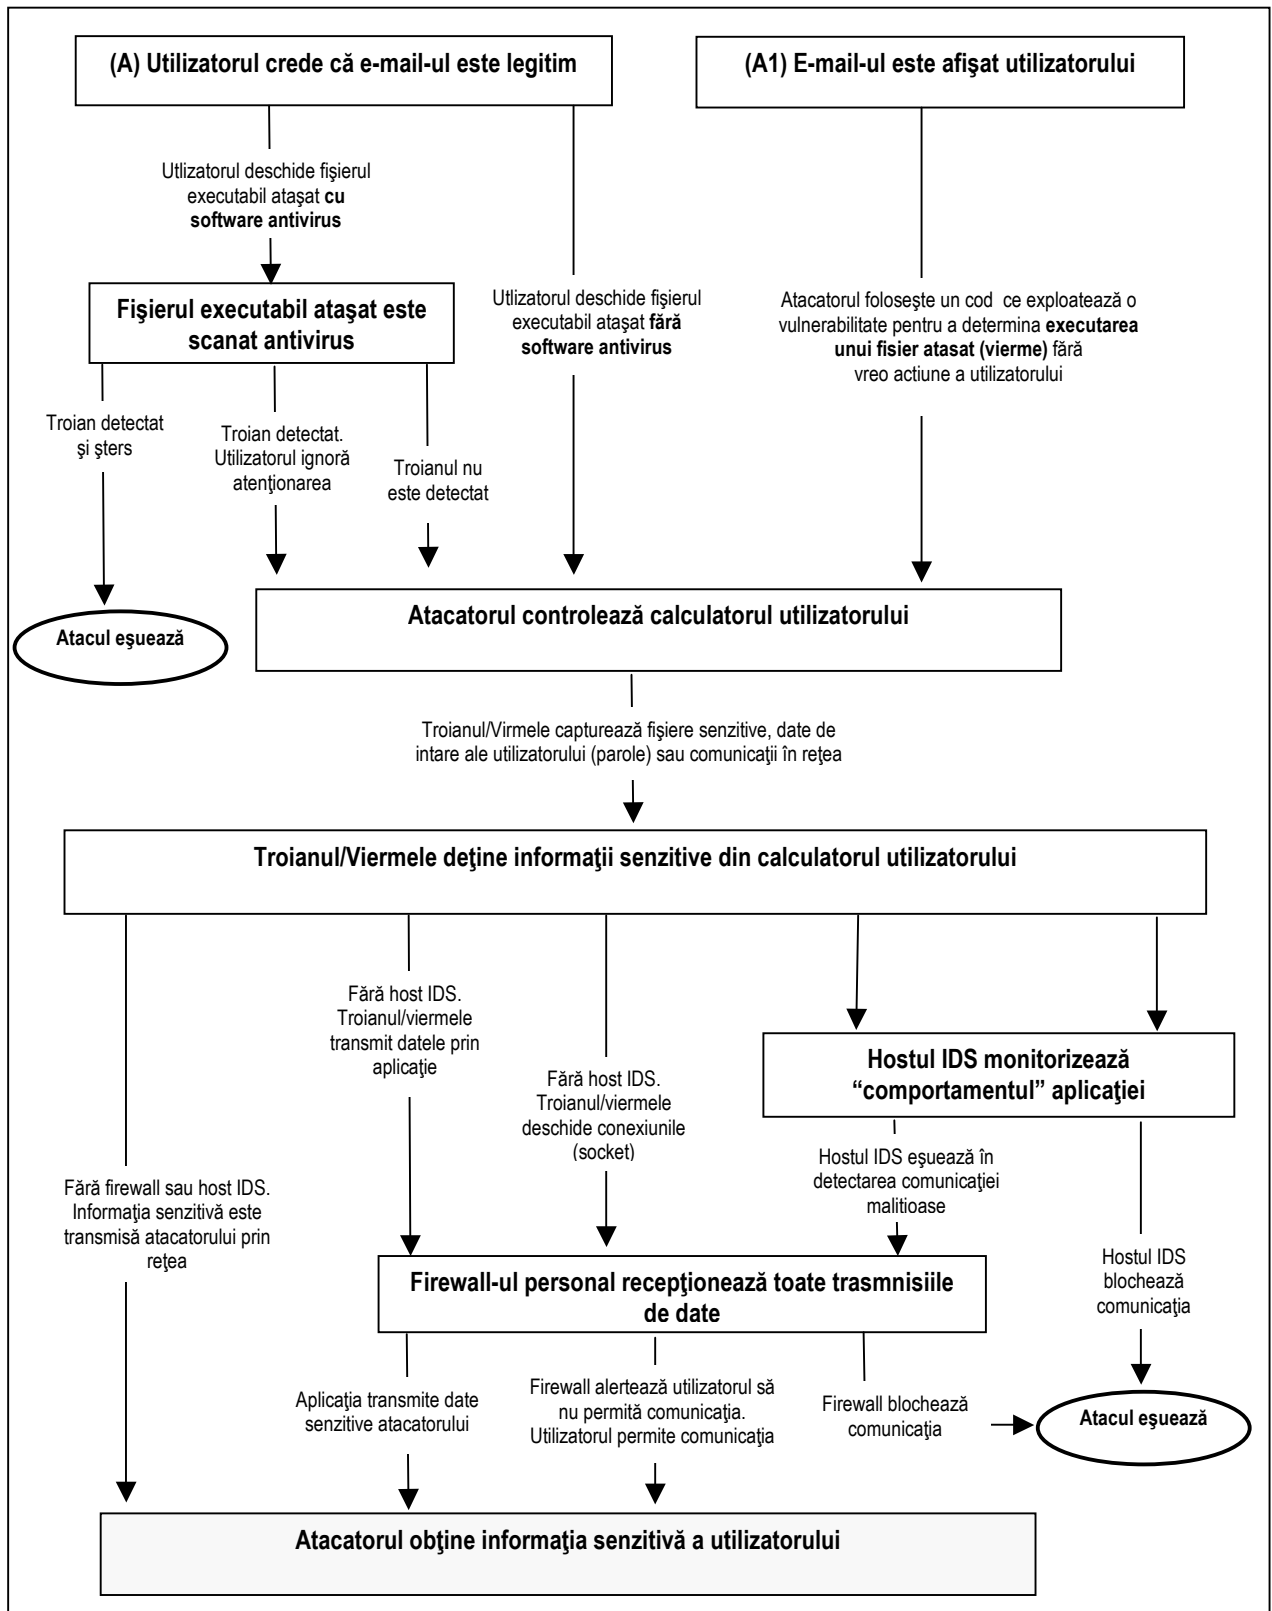 (A) Utilizatorul crede că e-mail-ul este legitim
(A1) E-mail-ul este afişat utilizatorului
Utlizatorul deschide fişierul
executabil ataşat cu
software antivirus
Fişierul executabil ataşat este
scanat antivirus
Utlizatorul deschide fişierul
executabil ataşat fără
software antivirus
Atacatorul foloseşte un cod ce exploatează o
vulnerabilitate pentru a determina executarea
unui fisier atasat (vierme) fără
vreo actiune a utilizatorului
Troian detectat
şi şters
Troian detectat.
Utilizatorul ignoră
atenţionarea
Troianul nu
este detectat
Atacul eşuează
Atacatorul controlează calculatorul utilizatorului
Troianul/Virmele capturează fişiere senzitive, date de
intare ale utilizatorului (parole) sau comunicaţii în reţea
Troianul/Viermele deţine informaţii senzitive din calculatorul utilizatorului
Fără host IDS.
Troianul/viermele
transmit datele prin
aplicaţie
Fără host IDS.
Troianul/viermele
deschide conexiunile
(socket)
Hostul IDS monitorizează
“comportamentul” aplicaţiei
Fără firewall sau host IDS.
Informaţia senzitivă este
transmisă atacatorului prin
reţea
Hostul IDS eşuează în
detectarea comunicaţiei
malitioase
Hostul IDS
blochează
comunicaţia
Firewall-ul personal recepţionează toate trasmnisiile
de date
Aplicaţia transmite date
senzitive atacatorului
Firewall alertează utilizatorul să
nu permită comunicaţia.
Utilizatorul permite comunicaţia
Firewall blochează
comunicaţia
Atacul eşuează
Atacatorul obţine informaţia senzitivă a utilizatorului